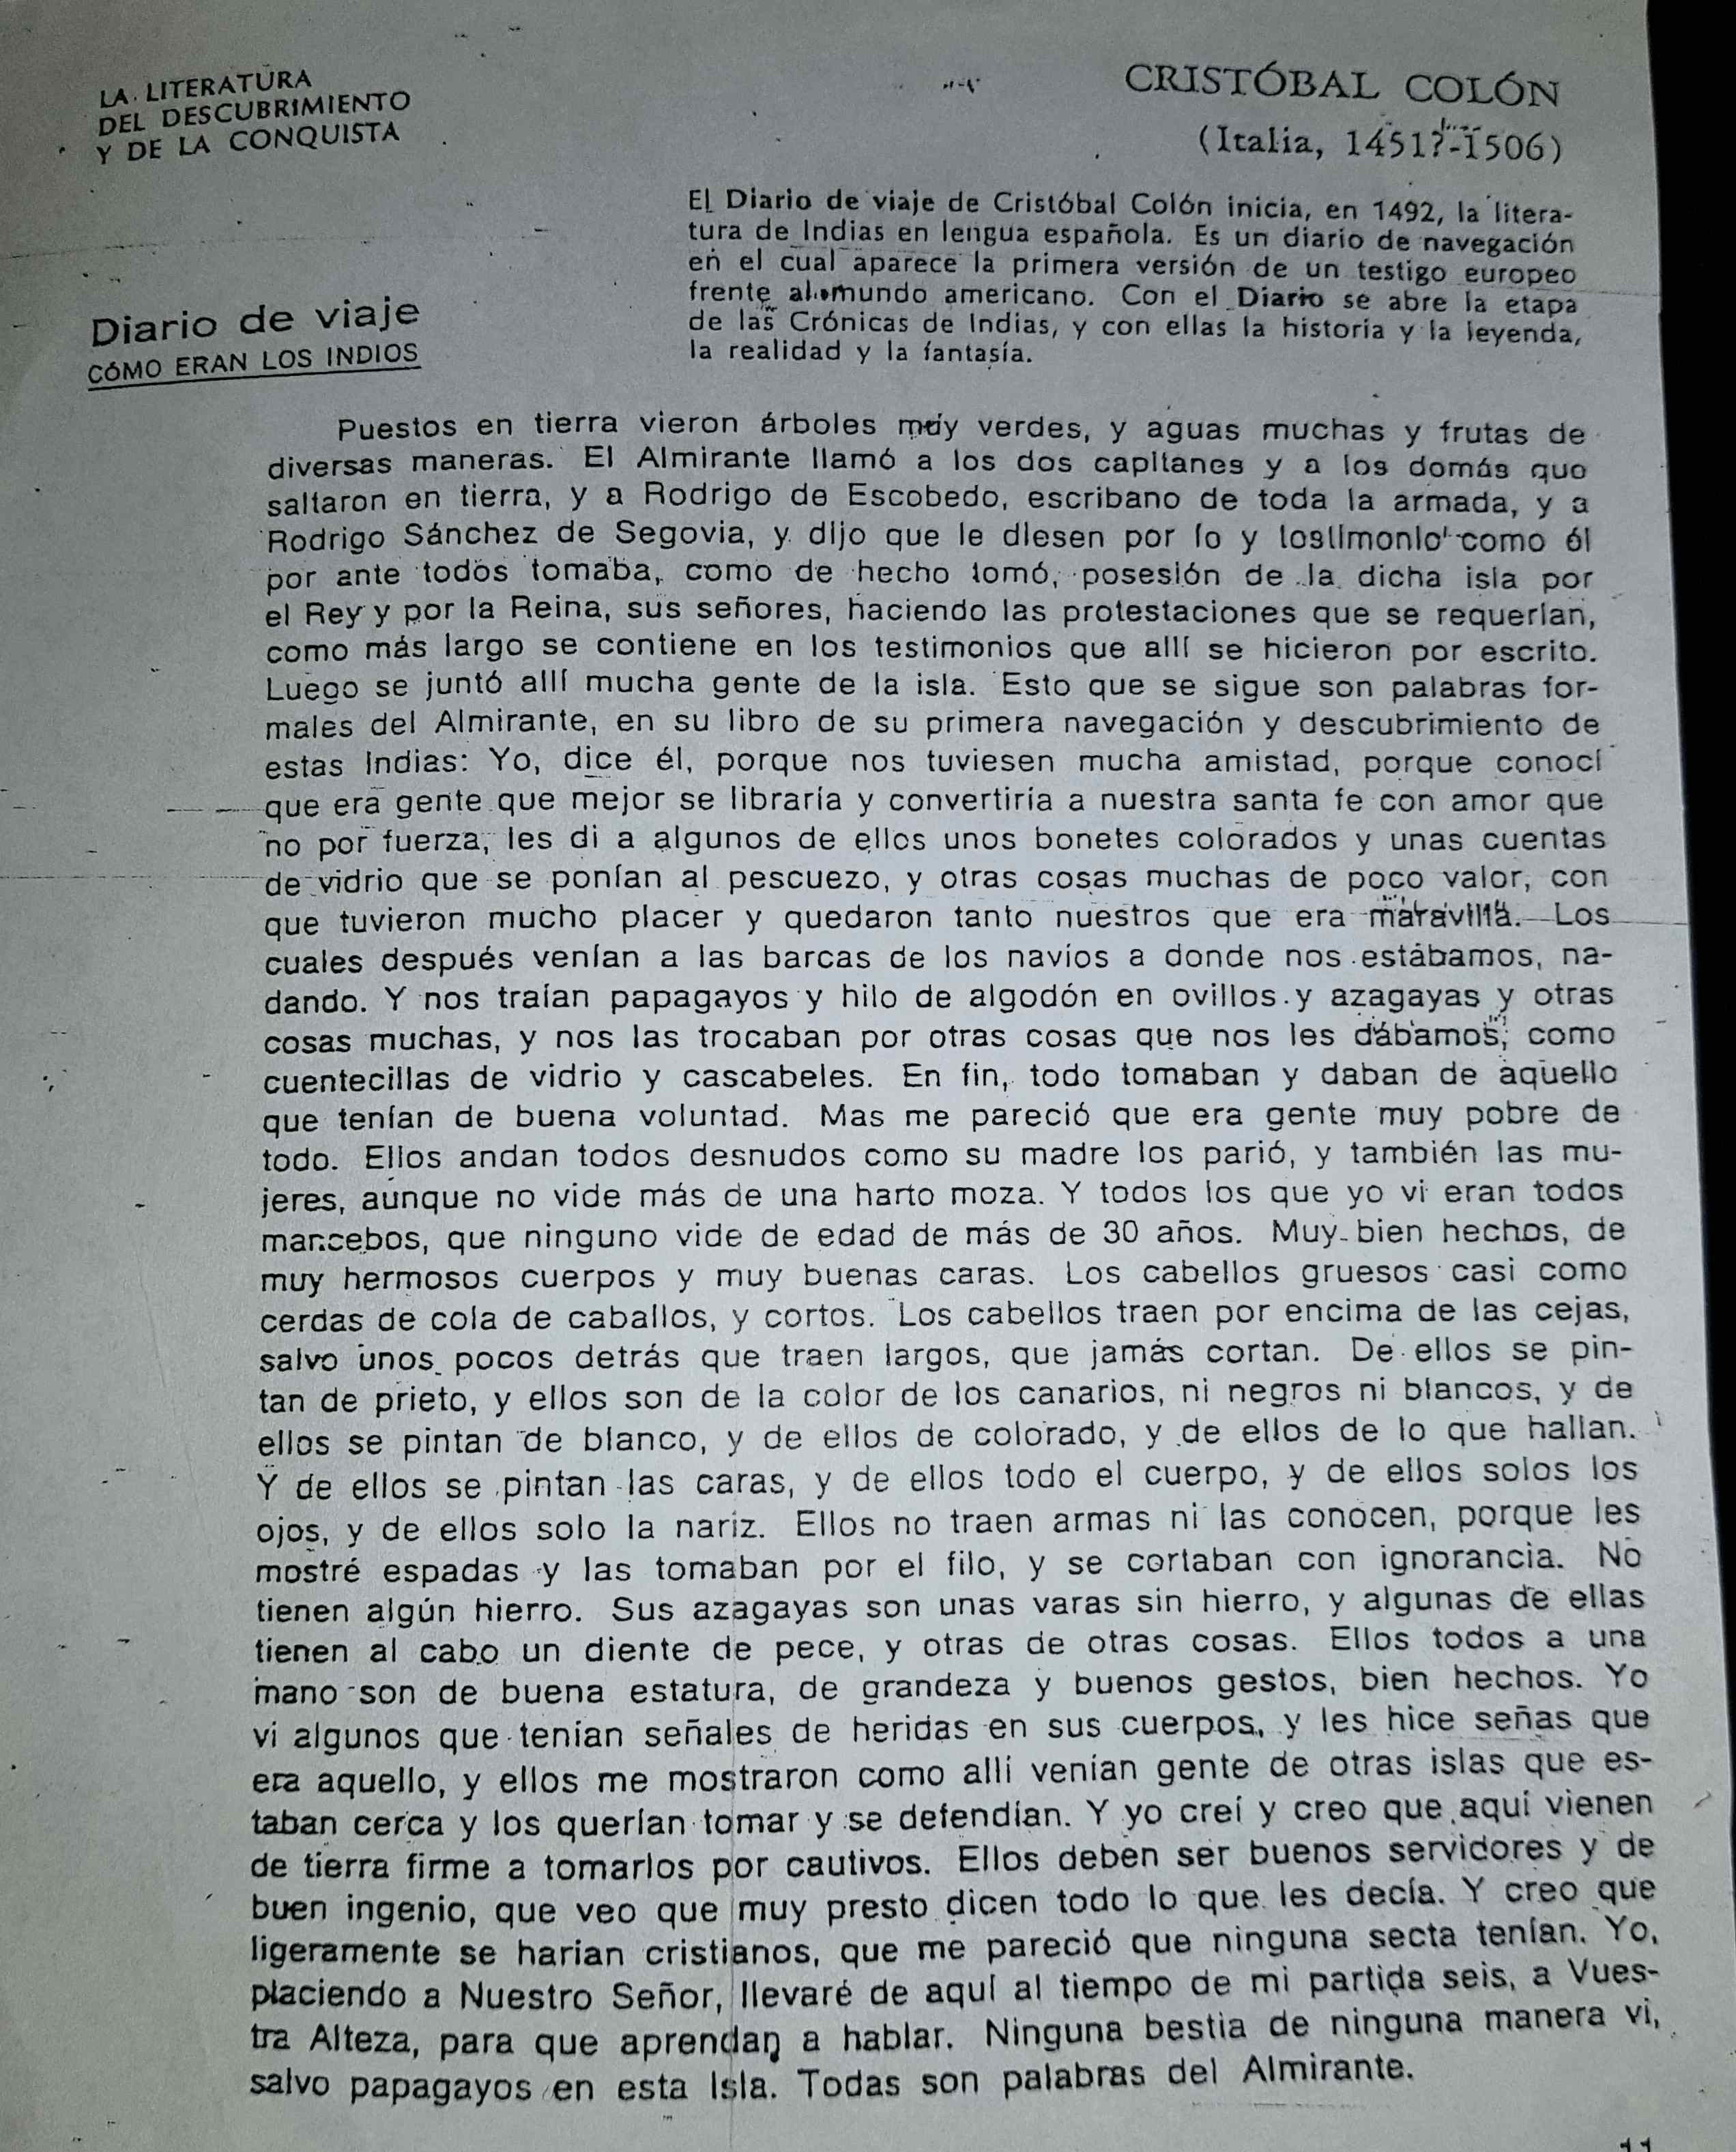 LA LITERATURA
DEL DESCUBRIMIENTO
Y DE LA CONQUISTA
CRISTÓBAL COLÓN
(Italia, 1451?-1506)
El Diario de viaje de Cristóbal Colón inicia, en 1492, la litera-
tura de Indias en lengua española. Es un diario de navegación
en el cual aparece la primera versión de un testigo europeo
frente al mundo americano. Con el Diario se abre la etapa
de las Crónicas de Indias, y con ellas la historia y la leyenda,
la realidad y la fantasía.
Diario de viaje
CÓMO ERAN LOS INDIOS
Puestos en tierra vieron árboles muy verdes, y aguas muchas y frutas de
diversas maneras. El Almirante llamó a los dos capitanes y a los demás que
saltaron en tierra, y a Rodrigo de Escobedo, escribano de toda la armada, y a
Rodrigo Sánchez de Segovia, y dijo que le diesen por fe y testimonio como él
por ante todos tomaba, como de hecho tomó, posesión de la dicha isla por
el Rey y por la Reina, sus señores, haciendo las protestaciones que se requerían,
como más largo se contiene en los testimonios que allí se hicieron por escrito.
Luego se juntó allí mucha gente de la isla. Esto que se sigue son palabras for-
males del Almirante, en su libro de su primera navegación y descubrimiento de
estas Indias: Yo, dice él, porque nos tuviesen mucha amistad, porque conocí
que era gente que mejor se libraría y convertiría a nuestra santa fe con amor que
no por fuerza, les di a algunos de ellos unos bonetes colorados y unas cuentas
de vidrio que se ponían al pescuezo, y otras cosas muchas de poco valor, con
que tuvieron mucho placer y quedaron tanto nuestros que era maravilla. Los
cuales después venían a las barcas de los navíos a donde nos estábamos, na-
dando. Y nos traían papagayos y hilo de algodón en ovillos y azagayas y otras
cosas muchas, y nos las trocaban por otras cosas que nos les dábamos, como
cuentecillas de vidrio y cascabeles. En fin, todo tomaban y daban de aquello
que tenían de buena voluntad. Mas me pareció que era gente muy pobre de
todo. Ellos andan todos desnudos como su madre los parió, y también las mu-
jeres, aunque no vide más de una harto moza. Y todos los que yo vi eran todos
mancebos, que ninguno vide de edad de más de 30 años. Muy bien hechos, de
muy hermosos cuerpos y muy buenas caras. Los cabellos gruesos casi como
cerdas de cola de caballos, y cortos. Los cabellos traen por encima de las cejas,
salvo unos pocos detrás que traen largos, que jamás cortan. De ellos se pin-
tan de prieto, y ellos son de la color de los canarios, ni negros ni blancos, y de
ellos se pintan de blanco, y de ellos de colorado, y de ellos de lo que hallan.
Y de ellos se pintan las caras, y de ellos todo el cuerpo, y de ellos solos los
ojos, y de ellos solo la nariz. Ellos no traen armas ni las conocen, porque les
mostré espadas y las tomaban por el filo, y se cortaban con ignorancia. No
tienen algún hierro. Sus azagayas son unas varas sin hierro, y algunas de ellas
tienen al cabo un diente de pece, y otras de otras cosas. Ellos todos a una
mano son de buena estatura, de grandeza y buenos gestos, bien hechos. Yo
vi algunos que tenían señales de heridas en sus cuerpos, y les hice señas que
era aquello, y ellos me mostraron como allí venían gente de otras islas que es-
taban cerca y los querían tomar y se defendían. Y yo creí y creo que aquí vienen
de tierra firme a tomarlos por cautivos. Ellos deben ser buenos servidores y de
buen ingenio, que veo que muy presto dicen todo lo que les decía. Y creo que
ligeramente se harían cristianos, que me pareció que ninguna secta tenían. Yo,
placiendo a Nuestro Señor, llevaré de aquí al tiempo de mi partida seis, a Vues-
tra Alteza, para que aprendan a hablar. Ninguna bestia de ninguna manera vi,
salvo papagayos en esta Isla. Todas son palabras del Almirante.
11